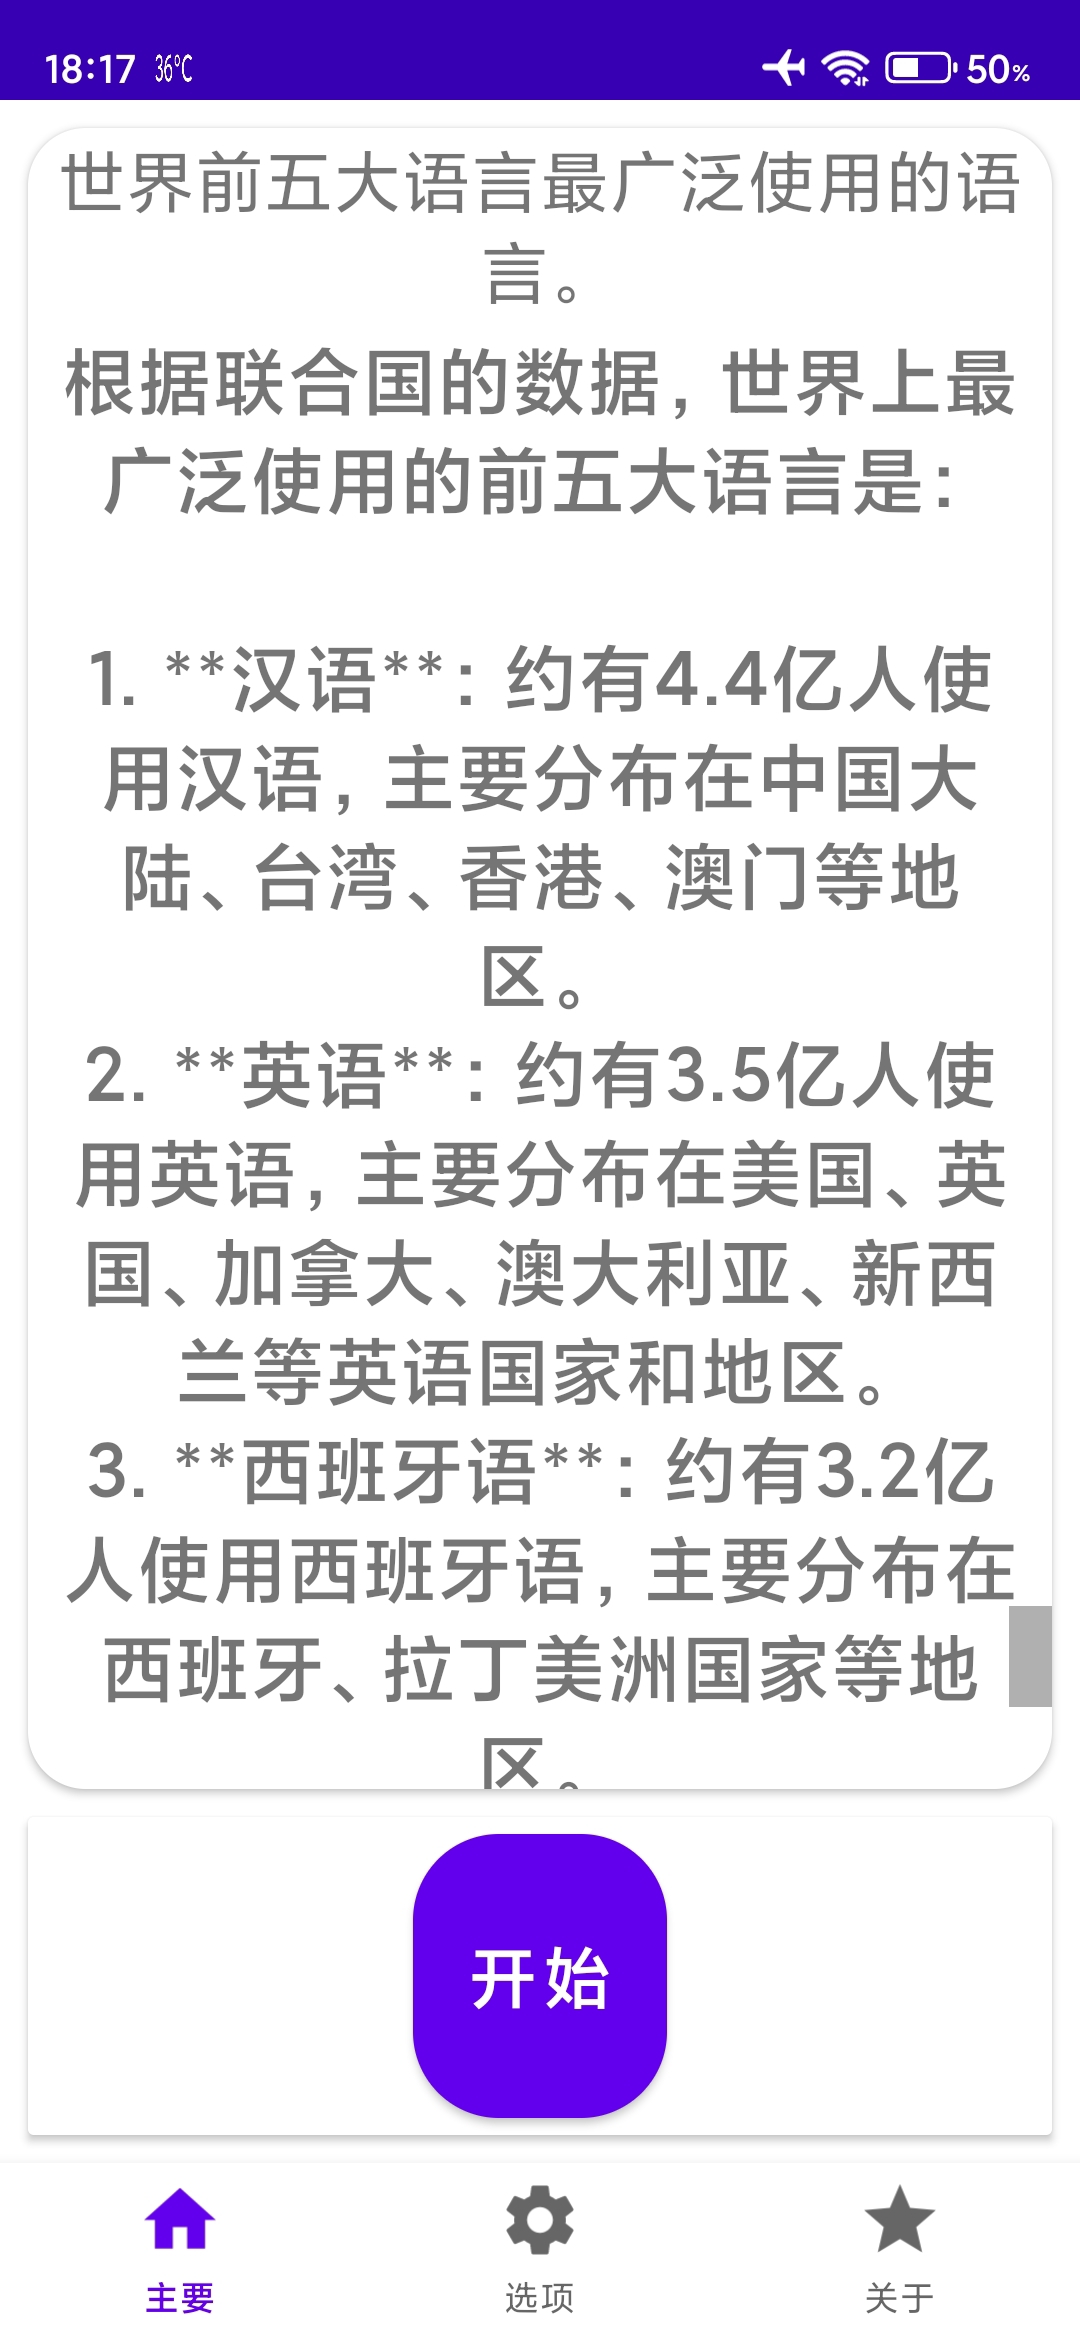 18:17 36°C 50%
世界前五大语言最广泛使用的语
言。
根据联合国的数据，世界上最
广泛使用的前五大语言是：
1. **汉语**：约有4.4亿人使
用汉语，主要分布在中国大
陆、台湾、香港、澳门等地
区。
2. **英语**：约有3.5亿人使
用英语，主要分布在美国、英
国、加拿大、澳大利亚、新西
兰等英语国家和地区。
3. **西班牙语**：约有3.2亿
人使用西班牙语，主要分布在
西班牙、拉丁美洲国家等地
区。
开始
主要 选项 关于